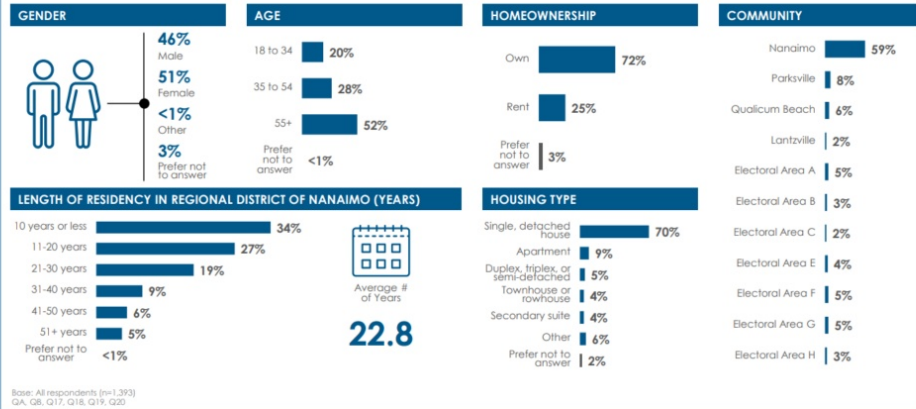 GENDER
46%
Male
51%
Female
<1%
Other
3%
Prefer not
to answer
AGE
18 to 34
20%
35 to 54
28%
55+
52%
Prefer
not to
answer
<1%
HOMEOWNERSHIP
Own
72%
Rent
25%
Prefer
not to
answer
3%
COMMUNITY
Nanaimo
59%
Parksville
8%
Qualicum Beach
6%
Lantzville
2%
Electoral Area A
5%
Electoral Area B
3%
Electoral Area C
2%
Electoral Area E
4%
Electoral Area F
5%
Electoral Area G
5%
Electoral Area H
3%
LENGTH OF RESIDENCY IN REGIONAL DISTRICT OF NANAIMO (YEARS)
10 years or less
34%
11-20 years
27%
21-30 years
19%
31-40 years
9%
41-50 years
6%
51+ years
5%
Prefer not to
answer
<1%
Average #
of Years
22.8
HOUSING TYPE
Single, detached
house
70%
Apartment
9%
Duplex, triplex, or
semi-detached
5%
Townhouse or
rowhouse
4%
Secondary suite
4%
Other
6%
Prefer not to
answer
2%
Base: All respondents (n=1,393)
QA, QB, Q17, Q18, Q19, Q20